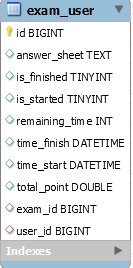 exam_user
id BIGINT
answer_sheet TEXT
is_finished TINYINT
is_started TINYINT
remaining_time INT
time_finish DATETIME
time_start DATETIME
total_point DOUBLE
exam_id BIGINT
user_id BIGINT
Indexes